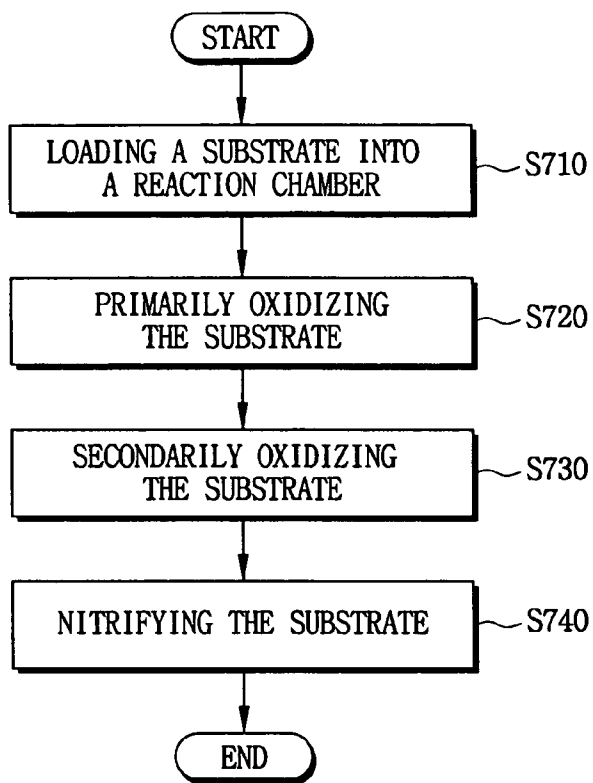 START
LOADING A SUBSTRATE INTO
A REACTION CHAMBER
S710
PRIMARILY OXIDIZING
THE SUBSTRATE
S720
SECONDARILY OXIDIZING
THE SUBSTRATE
S730
NITRIFYING THE SUBSTRATE
S740
END